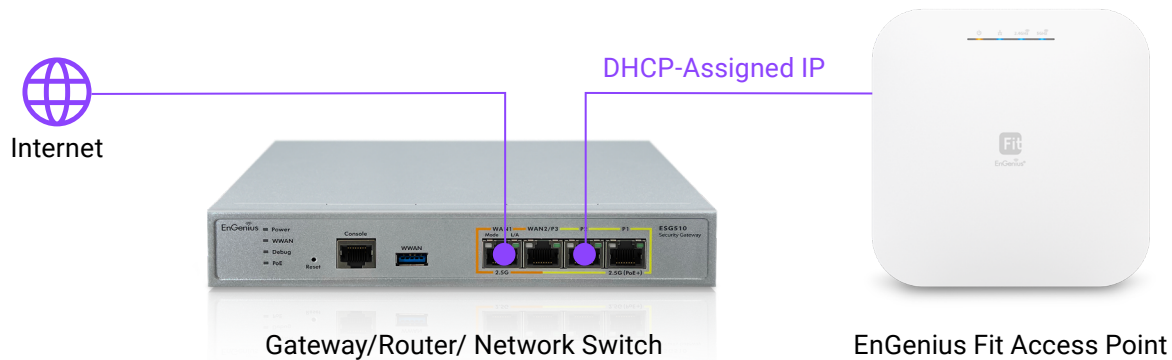 DHCP-Assigned IP
Internet
Fit
EnGenius®
EnGenius
Power
WWAN
Debug
PoE
Reset
Console
WWAN
WAN1 WAN2/P3 P1
Mode L/A
2.5G 2.5G(PoE+)
ESG510
Security Gateway
Gateway/Router/ Network Switch
EnGenius Fit Access Point